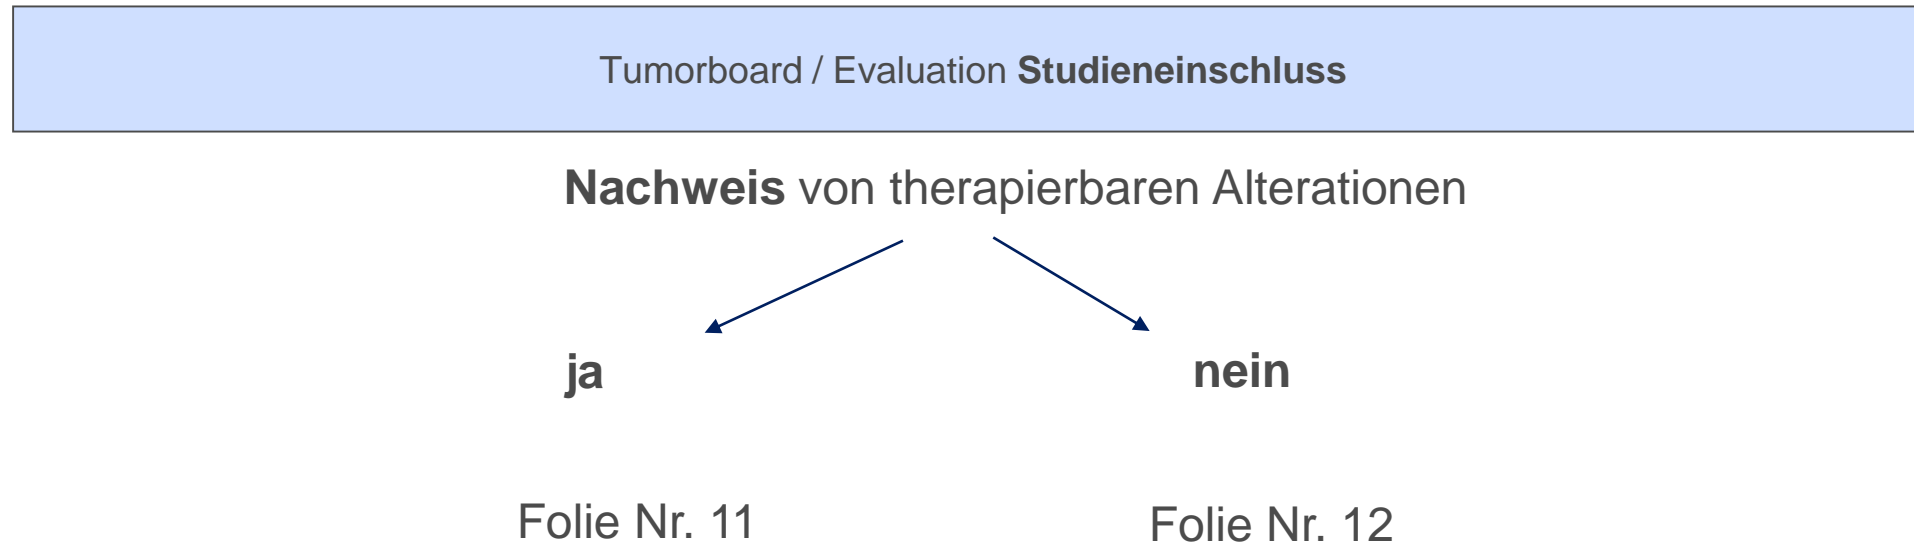 Tumorboard / Evaluation Studieneinschluss
Nachweis von therapierbaren Alterationen
ja
nein
Folie Nr. 11
Folie Nr. 12